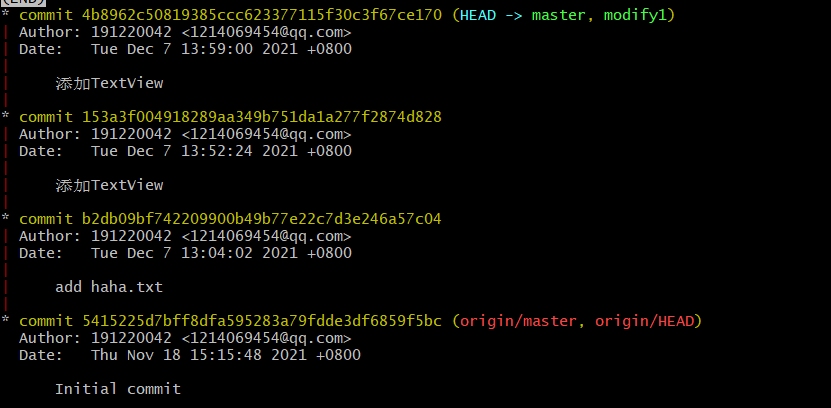 (END)
* commit 4b8962c50819385ccc623377115f30c3f67ce170 (HEAD -> master, modify1)
| Author: 191220042 <1214069454@qq.com>
| Date:   Tue Dec 7 13:59:00 2021 +0800
|
|     添加TextView
|
* commit 153a3f004918289aa349b751da1a277f2874d828
| Author: 191220042 <1214069454@qq.com>
| Date:   Tue Dec 7 13:52:24 2021 +0800
|
|     添加TextView
|
* commit b2db09bf742209900b49b77e22c7d3e246a57c04
| Author: 191220042 <1214069454@qq.com>
| Date:   Tue Dec 7 13:04:02 2021 +0800
|
|     add haha.txt
|
* commit 5415225d7bff8dfa595283a79fdde3df6859f5bc (origin/master, origin/HEAD)
  Author: 191220042 <1214069454@qq.com>
  Date:   Thu Nov 18 15:15:48 2021 +0800

      Initial commit